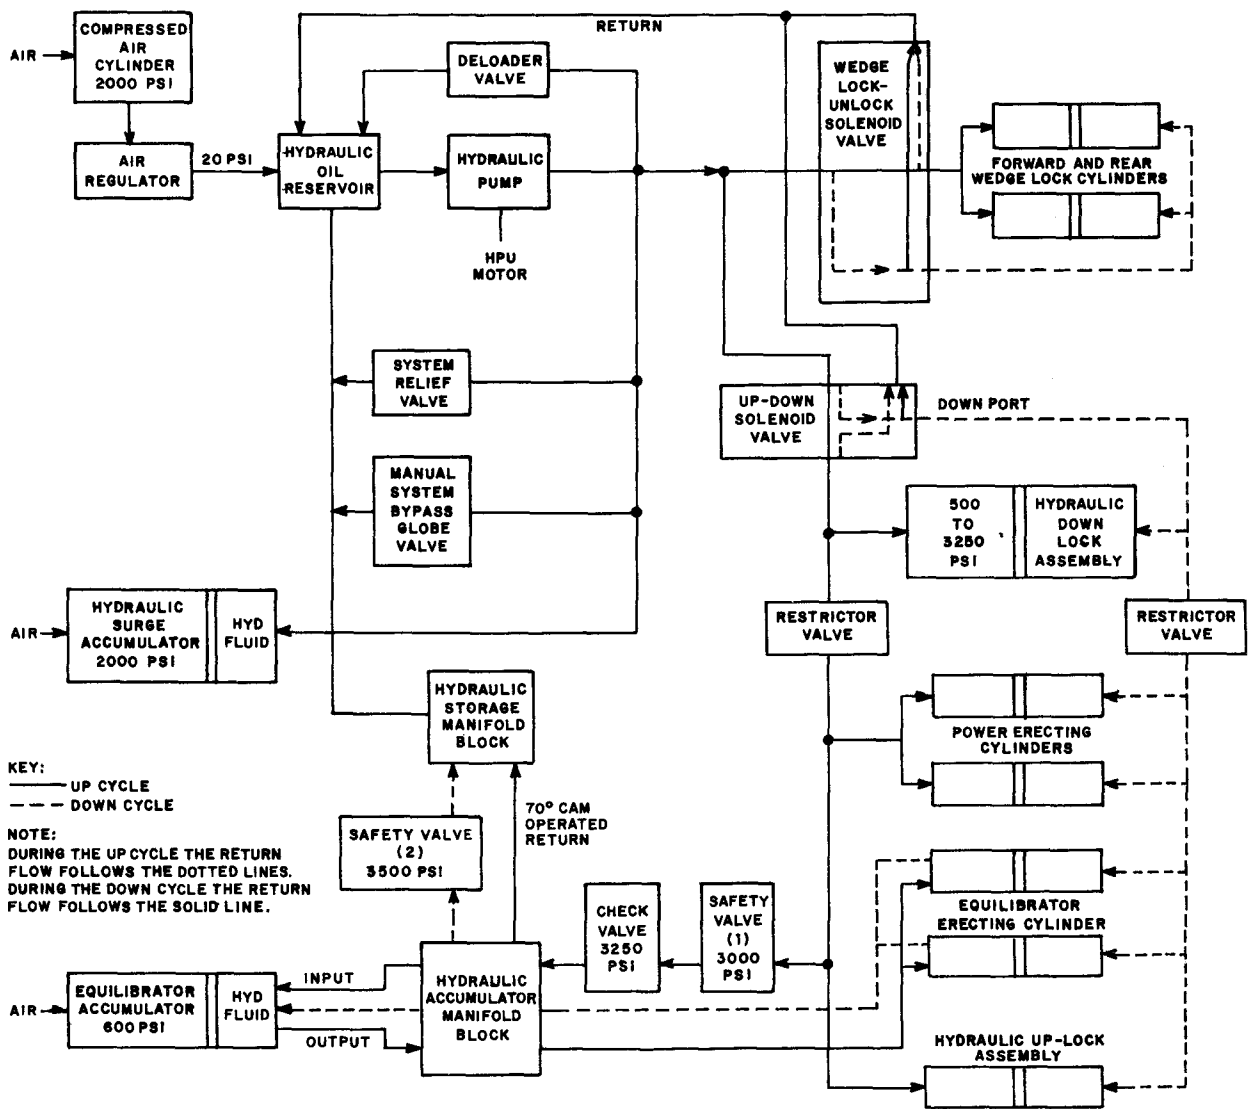 COMPRESSED
AIR
CYLINDER
2000 PSI
AIR
AIR
REGULATOR
20 PSI
HYDRAULIC
OIL
RESERVOIR
RETURN
DELOADER
VALVE
HYDRAULIC
PUMP
HPU
MOTOR
WEDGE
LOCK-
UNLOCK
SOLENOID
VALVE
FORWARD AND REAR
WEDGE LOCK CYLINDERS
SYSTEM
RELIEF
VALVE
UP-DOWN
SOLENOID
VALVE
DOWN PORT
MANUAL
SYSTEM
BYPASS
GLOBE
VALVE
500
TO
3250
PSI
HYDRAULIC
DOWN
LOCK
ASSEMBLY
AIR
HYDRAULIC
SURGE
ACCUMULATOR
2000 PSI
HYD
FLUID
RESTRICTOR
VALVE
RESTRICTOR
VALVE
HYDRAULIC
STORAGE
MANIFOLD
BLOCK
POWER ERECTING
CYLINDERS
KEY:
UP CYCLE
DOWN CYCLE
NOTE:
DURING THE UP CYCLE THE RETURN
FLOW FOLLOWS THE DOTTED LINES.
DURING THE DOWN CYCLE THE RETURN
FLOW FOLLOWS THE SOLID LINE.
SAFETY VALVE
(2)
3500 PSI
70° CAM
OPERATED
RETURN
CHECK
VALVE
3250
PSI
SAFETY
VALVE
(1)
3000
PSI
EQUILIBRATOR
ERECTING CYLINDER
AIR
EQUILIBRATOR
ACCUMULATOR
600 PSI
HYD
FLUID
INPUT
OUTPUT
HYDRAULIC
ACCUMULATOR
MANIFOLD
BLOCK
HYDRAULIC UP-LOCK
ASSEMBLY